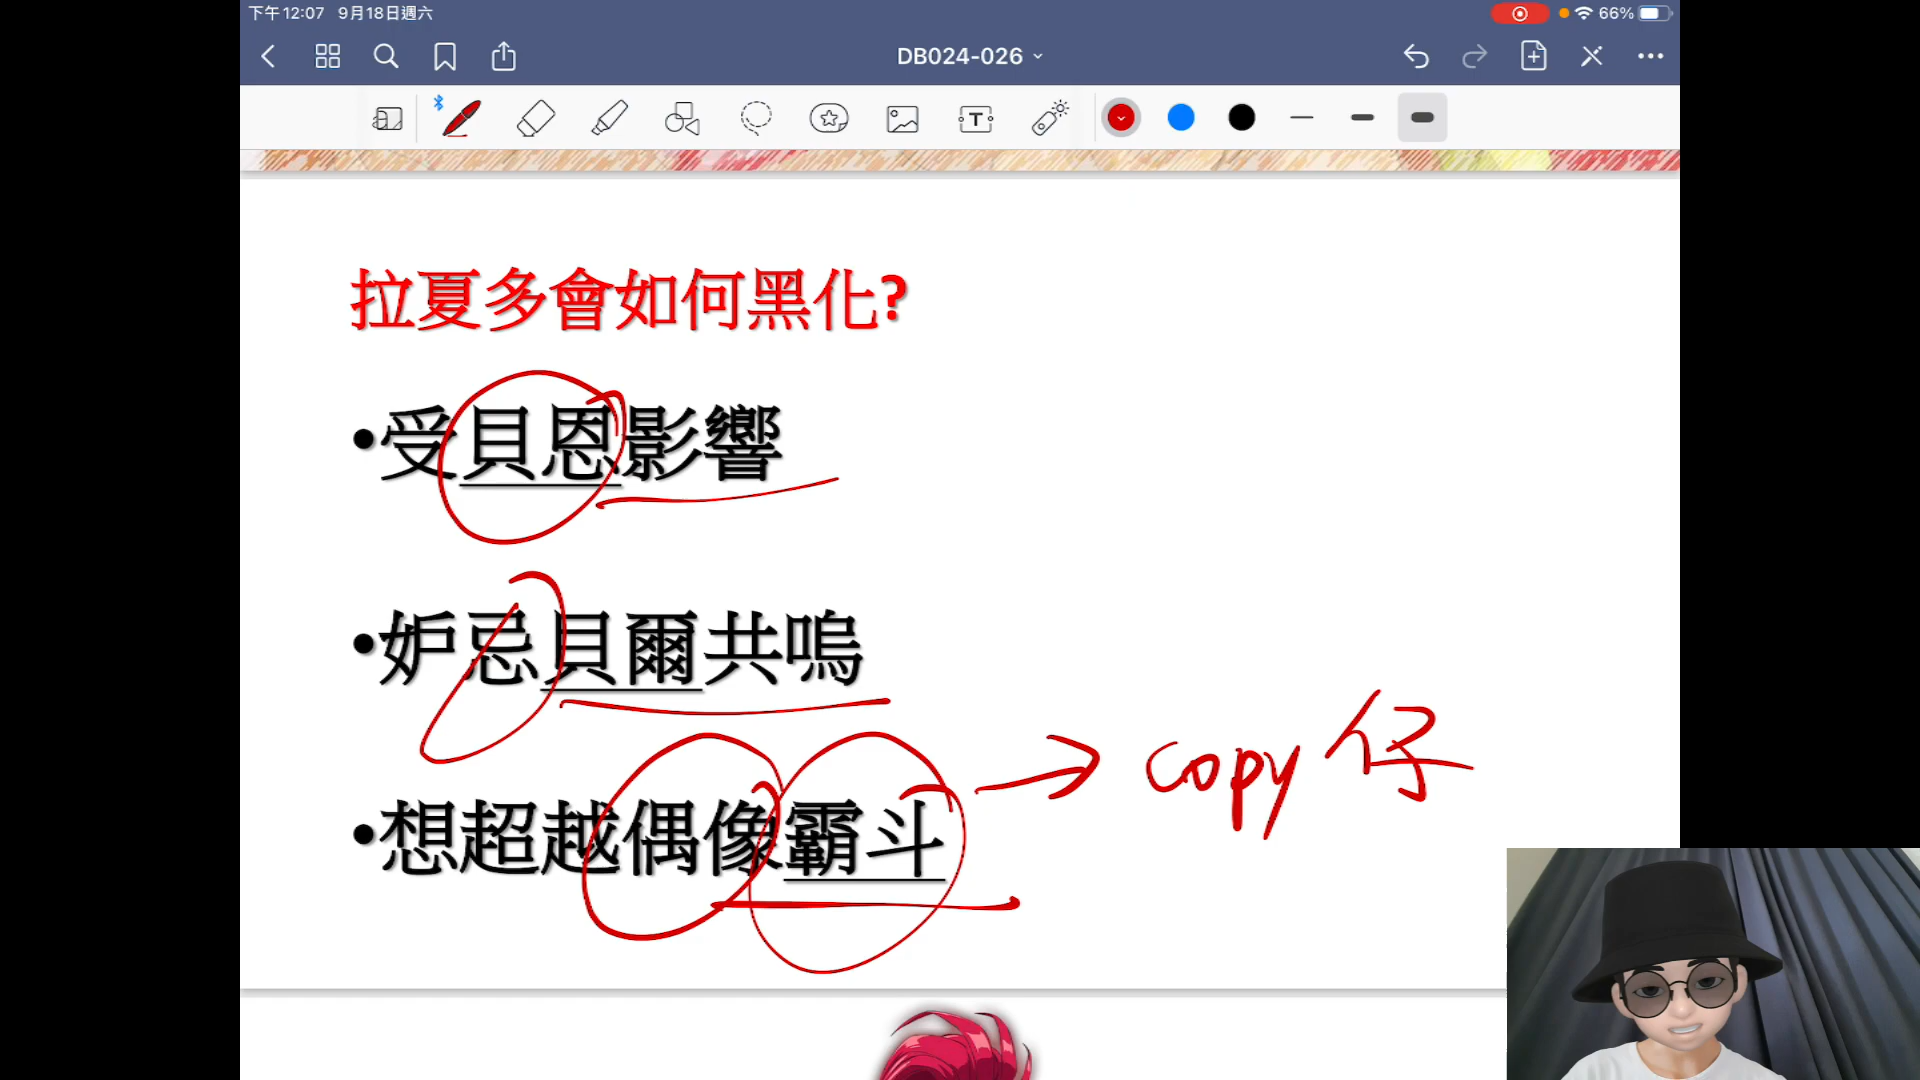 下午12:07 9月18日週六
66%
DB024-026
T
拉夏多會如何黑化?
•受貝恩影響
•妒忌貝爾共嗚
•想超越偶像霸斗
→ copy 仔